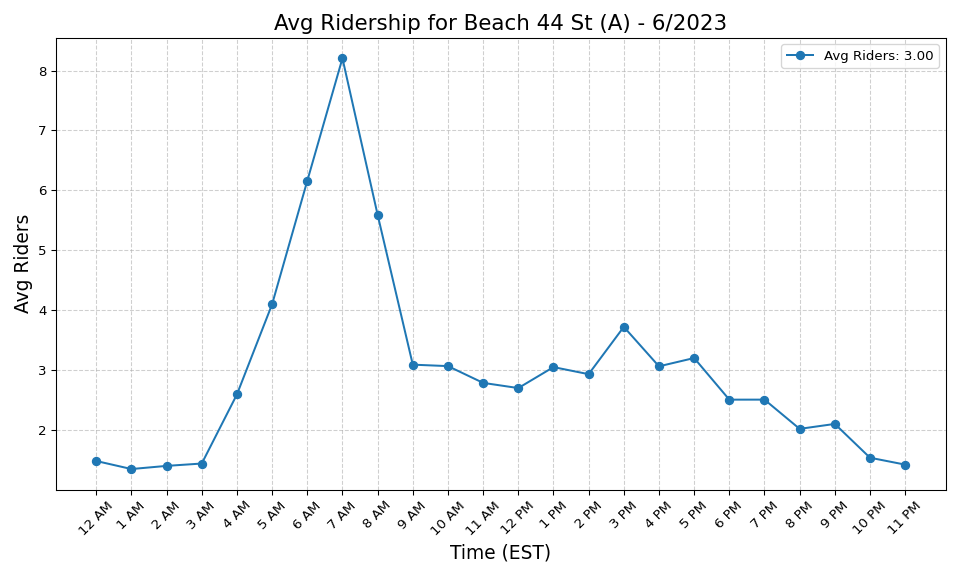 Avg Ridership for Beach 44 St (A) - 6/2023
Avg Riders: 3.00
Avg Riders
8
7
6
5
4
3
2
12 AM
1 AM
2 AM
3 AM
4 AM
5 AM
6 AM
7 AM
8 AM
9 AM
10 AM
11 AM
12 PM
1 PM
2 PM
3 PM
4 PM
5 PM
6 PM
7 PM
8 PM
9 PM
10 PM
11 PM
Time (EST)